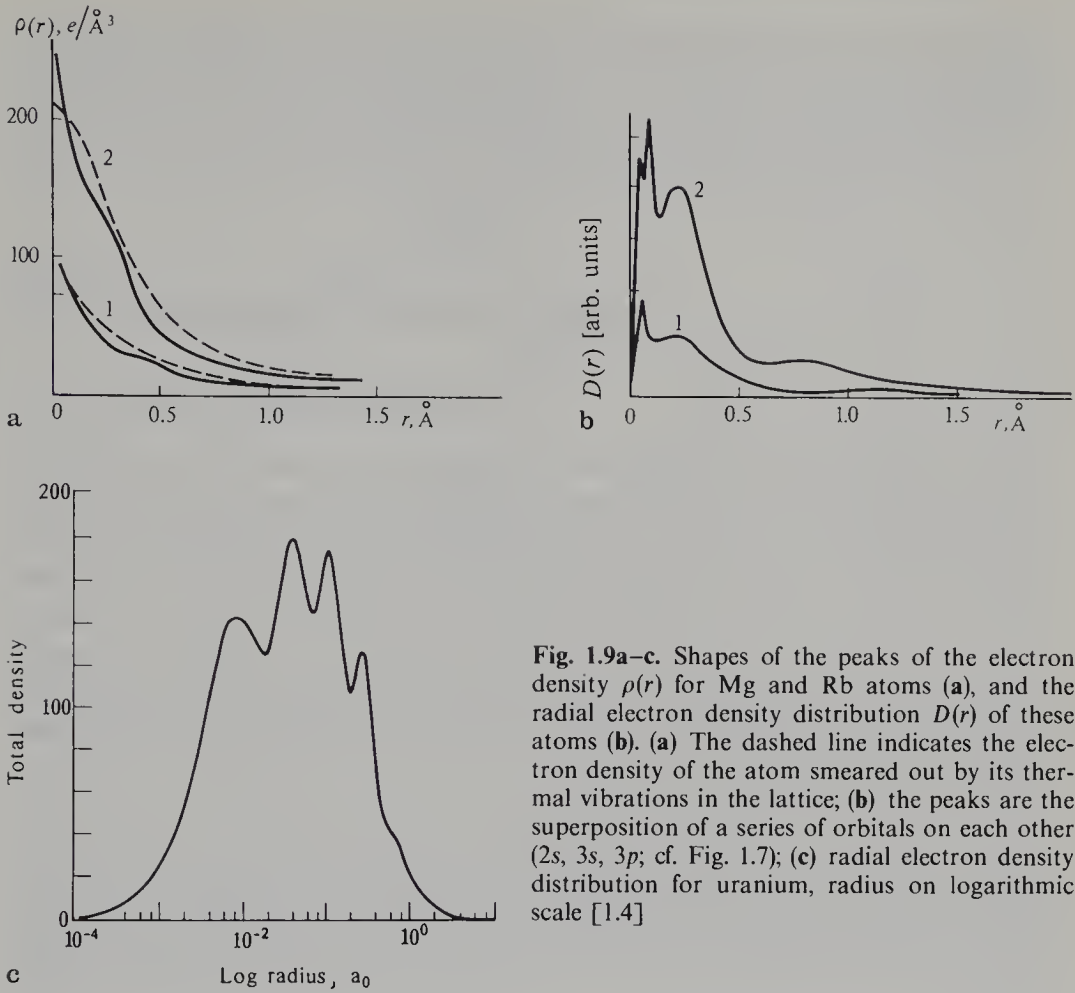 ρ(r), e/Å³
200
100
2
1
0
0.5
1.0
1.5
r, Å
a
D(r) [arb. units]
2
1
0
0.5
1.0
1.5
r, Å
b
Total density
200
100
0
10⁻⁴
10⁻²
10⁰
Log radius, a₀
c
Fig. 1.9a–c. Shapes of the peaks of the electron
density ρ(r) for Mg and Rb atoms (a), and the
radial electron density distribution D(r) of these
atoms (b). (a) The dashed line indicates the elec-
tron density of the atom smeared out by its ther-
mal vibrations in the lattice; (b) the peaks are the
superposition of a series of orbitals on each other
(2s, 3s, 3p; cf. Fig. 1.7); (c) radial electron density
distribution for uranium, radius on logarithmic
scale [1.4]